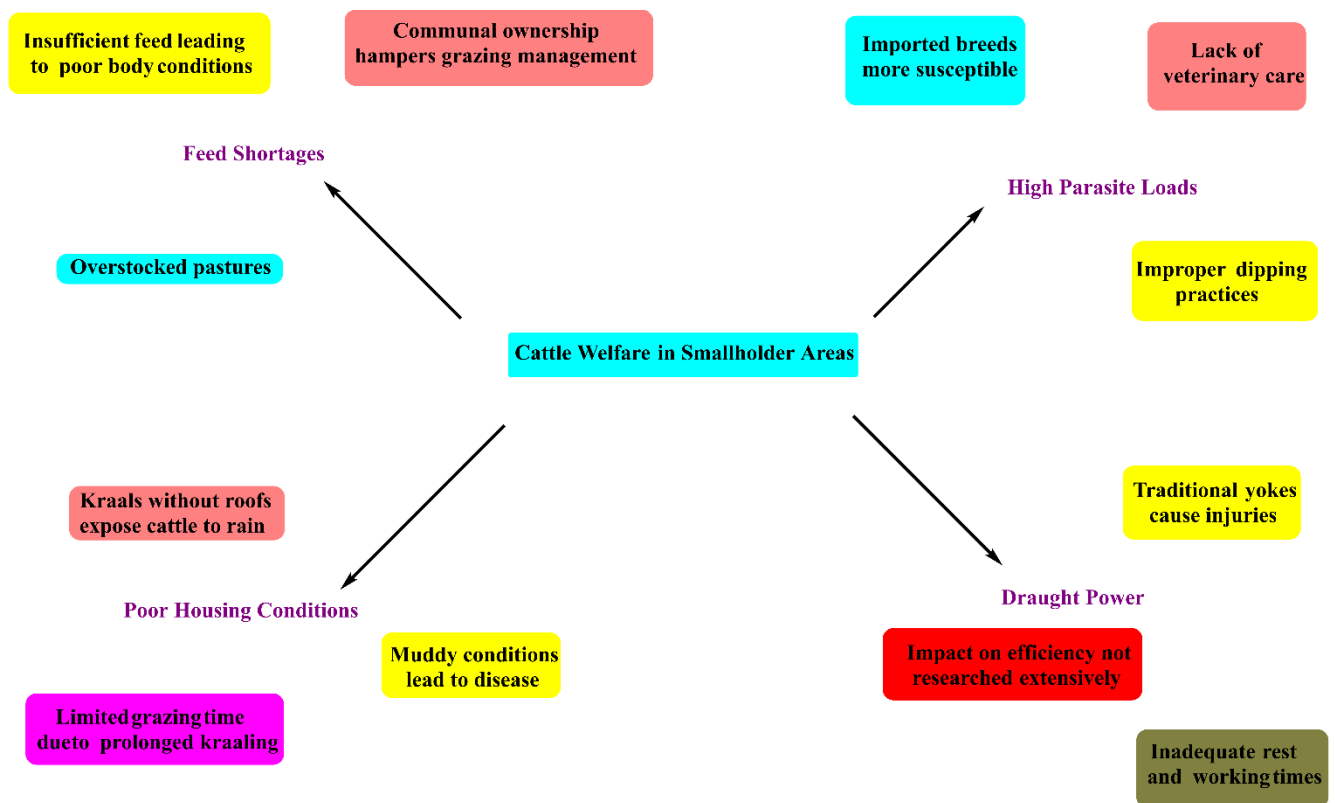 Insufficient feed leading
to poor body conditions
Communal ownership
hampers grazing management
Imported breeds
more susceptible
Lack of
veterinary care
Feed Shortages
High Parasite Loads
Overstocked pastures
Improper dipping
practices
Cattle Welfare in Smallholder Areas
Kraals without roofs
expose cattle to rain
Traditional yokes
cause injuries
Poor Housing Conditions
Draught Power
Muddy conditions
lead to disease
Impact on efficiency not
researched extensively
Limited grazing time
dueto prolonged kraaling
Inadequate rest
and working times